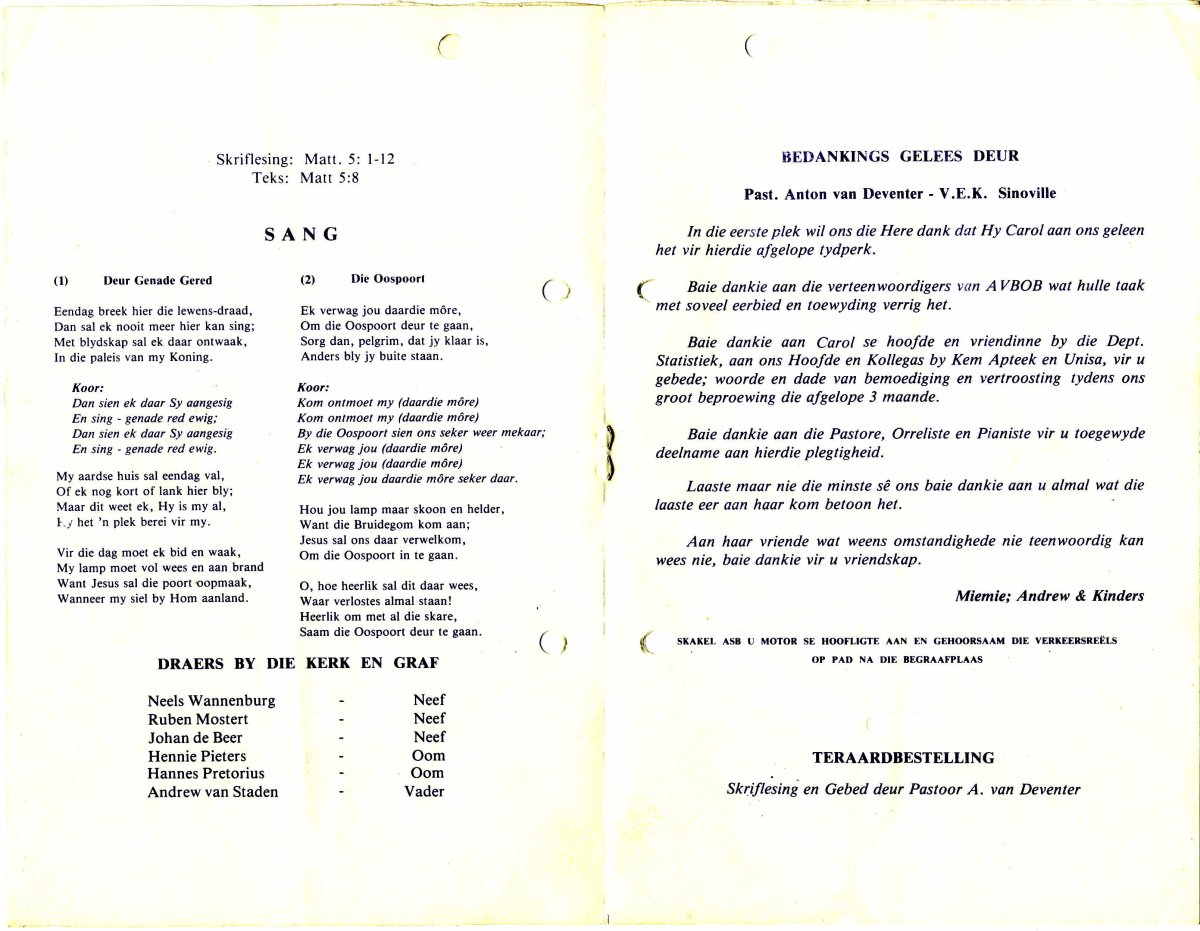 Skriflesing: Matt. 5: 1-12
Teks: Matt 5:8
SANG
(1) Deur Genade Gered
Eendag breek hier die lewens-draad,
Dan sal ek nooit meer hier kan sing;
Met blydskap sal ek daar ontwaak,
In die paleis van my Koning.
Koor:
Dan sien ek daar Sy aangesig
En sing - genade red ewig;
Dan sien ek daar Sy aangesig
En sing - genade red ewig.
My aardse huis sal eendag val,
Of ek nog kort of lank hier bly;
Maar dit weet ek, Hy is my al,
Hy het 'n plek berei vir my.
Vir die dag moet ek bid en waak,
My lamp moet vol wees en aan brand
Want Jesus sal die poort oopmaak,
Wanneer my siel by Hom aanland.
(2) Die Oospoort
Ek verwag jou daardie môre,
Om die Oospoort deur te gaan,
Sorg dan, pelgrim, dat jy klaar is,
Anders bly jy buite staan.
Koor:
Kom ontmoet my (daardie môre)
Kom ontmoet my (daardie môre)
By die Oospoort sien ons seker weer mekaar;
Ek verwag jou (daardie môre)
Ek verwag jou (daardie môre)
Ek verwag jou daardie môre seker daar.
Hou jou lamp maar skoon en helder,
Want die Bruidegom kom aan;
Jesus sal ons daar verwelkom,
Om die Oospoort in te gaan.
O, hoe heerlik sal dit daar wees,
Waar verlostes almal staan!
Heerlik om met al die skare,
Saam die Oospoort deur te gaan.
DRAERS BY DIE KERK EN GRAF
Neels Wannenburg - Neef
Ruben Mostert - Neef
Johan de Beer - Neef
Hennie Pieters - Oom
Hannes Pretorius - Oom
Andrew van Staden - Vader
BEDANKINGS GELEES DEUR
Past. Anton van Deventer - V.E.K. Sinoville
In die eerste plek wil ons die Here dank dat Hy Carol aan ons geleen
het vir hierdie afgelope tydperk.
Baie dankie aan die verteenwoordigers van AVBOB wat hulle taak
met soveel eerbied en toewyding verrig het.
Baie dankie aan Carol se hoofde en vriendinne by die Dept.
Statistiek, aan ons Hoofde en Kollegas by Kem Apteek en Unisa, vir u
gebede; woorde en dade van bemoediging en vertroosting tydens ons
groot beproewing die afgelope 3 maande.
Baie dankie aan die Pastore, Orreliste en Pianiste vir u toegewyde
deelname aan hierdie plegtigheid.
Laaste maar nie die minste sê ons baie dankie aan u almal wat die
laaste eer aan haar kom betoon het.
Aan haar vriende wat weens omstandighede nie teenwoordig kan
wees nie, baie dankie vir u vriendskap.
Miemie; Andrew & Kinders
SKAKEL ASB U MOTOR SE HOOFLIGTE AAN EN GEHOORSAAM DIE VERKEERSREËLS
OP PAD NA DIE BEGRAAFPLAAS
TERAARDBESTELLING
Skriflesing en Gebed deur Pastoor A. van Deventer